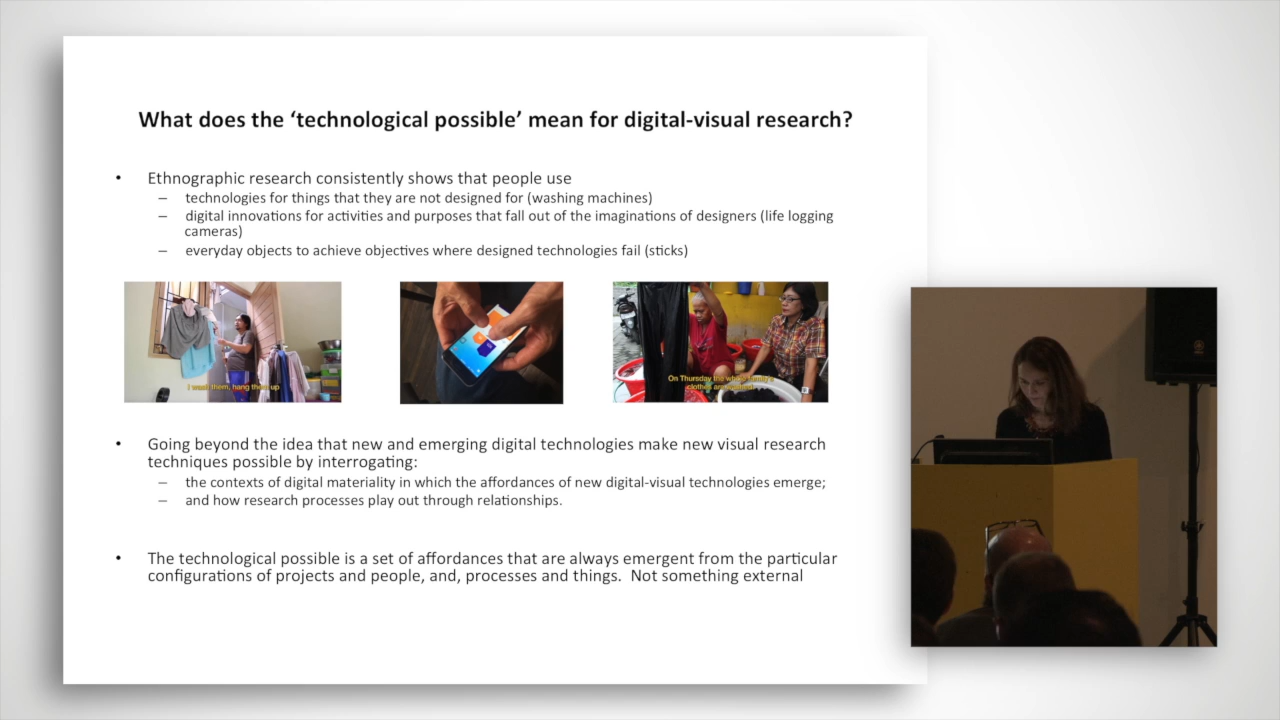 What does the ‘technological possible’ mean for digital-visual research?
• Ethnographic research consistently shows that people use
– technologies for things that they are not designed for (washing machines)
– digital innovations for activities and purposes that fall out of the imaginations of designers (life logging
cameras)
– everyday objects to achieve objectives where designed technologies fail (sticks)
I wash them, hang them up
On Thursday the whole family's
clothes are
• Going beyond the idea that new and emerging digital technologies make new visual research
techniques possible by interrogating:
– the contexts of digital materiality in which the affordances of new digital-visual technologies emerge;
– and how research processes play out through relationships.
• The technological possible is a set of affordances that are always emergent from the particular
configurations of projects and people, and, processes and things.  Not something external